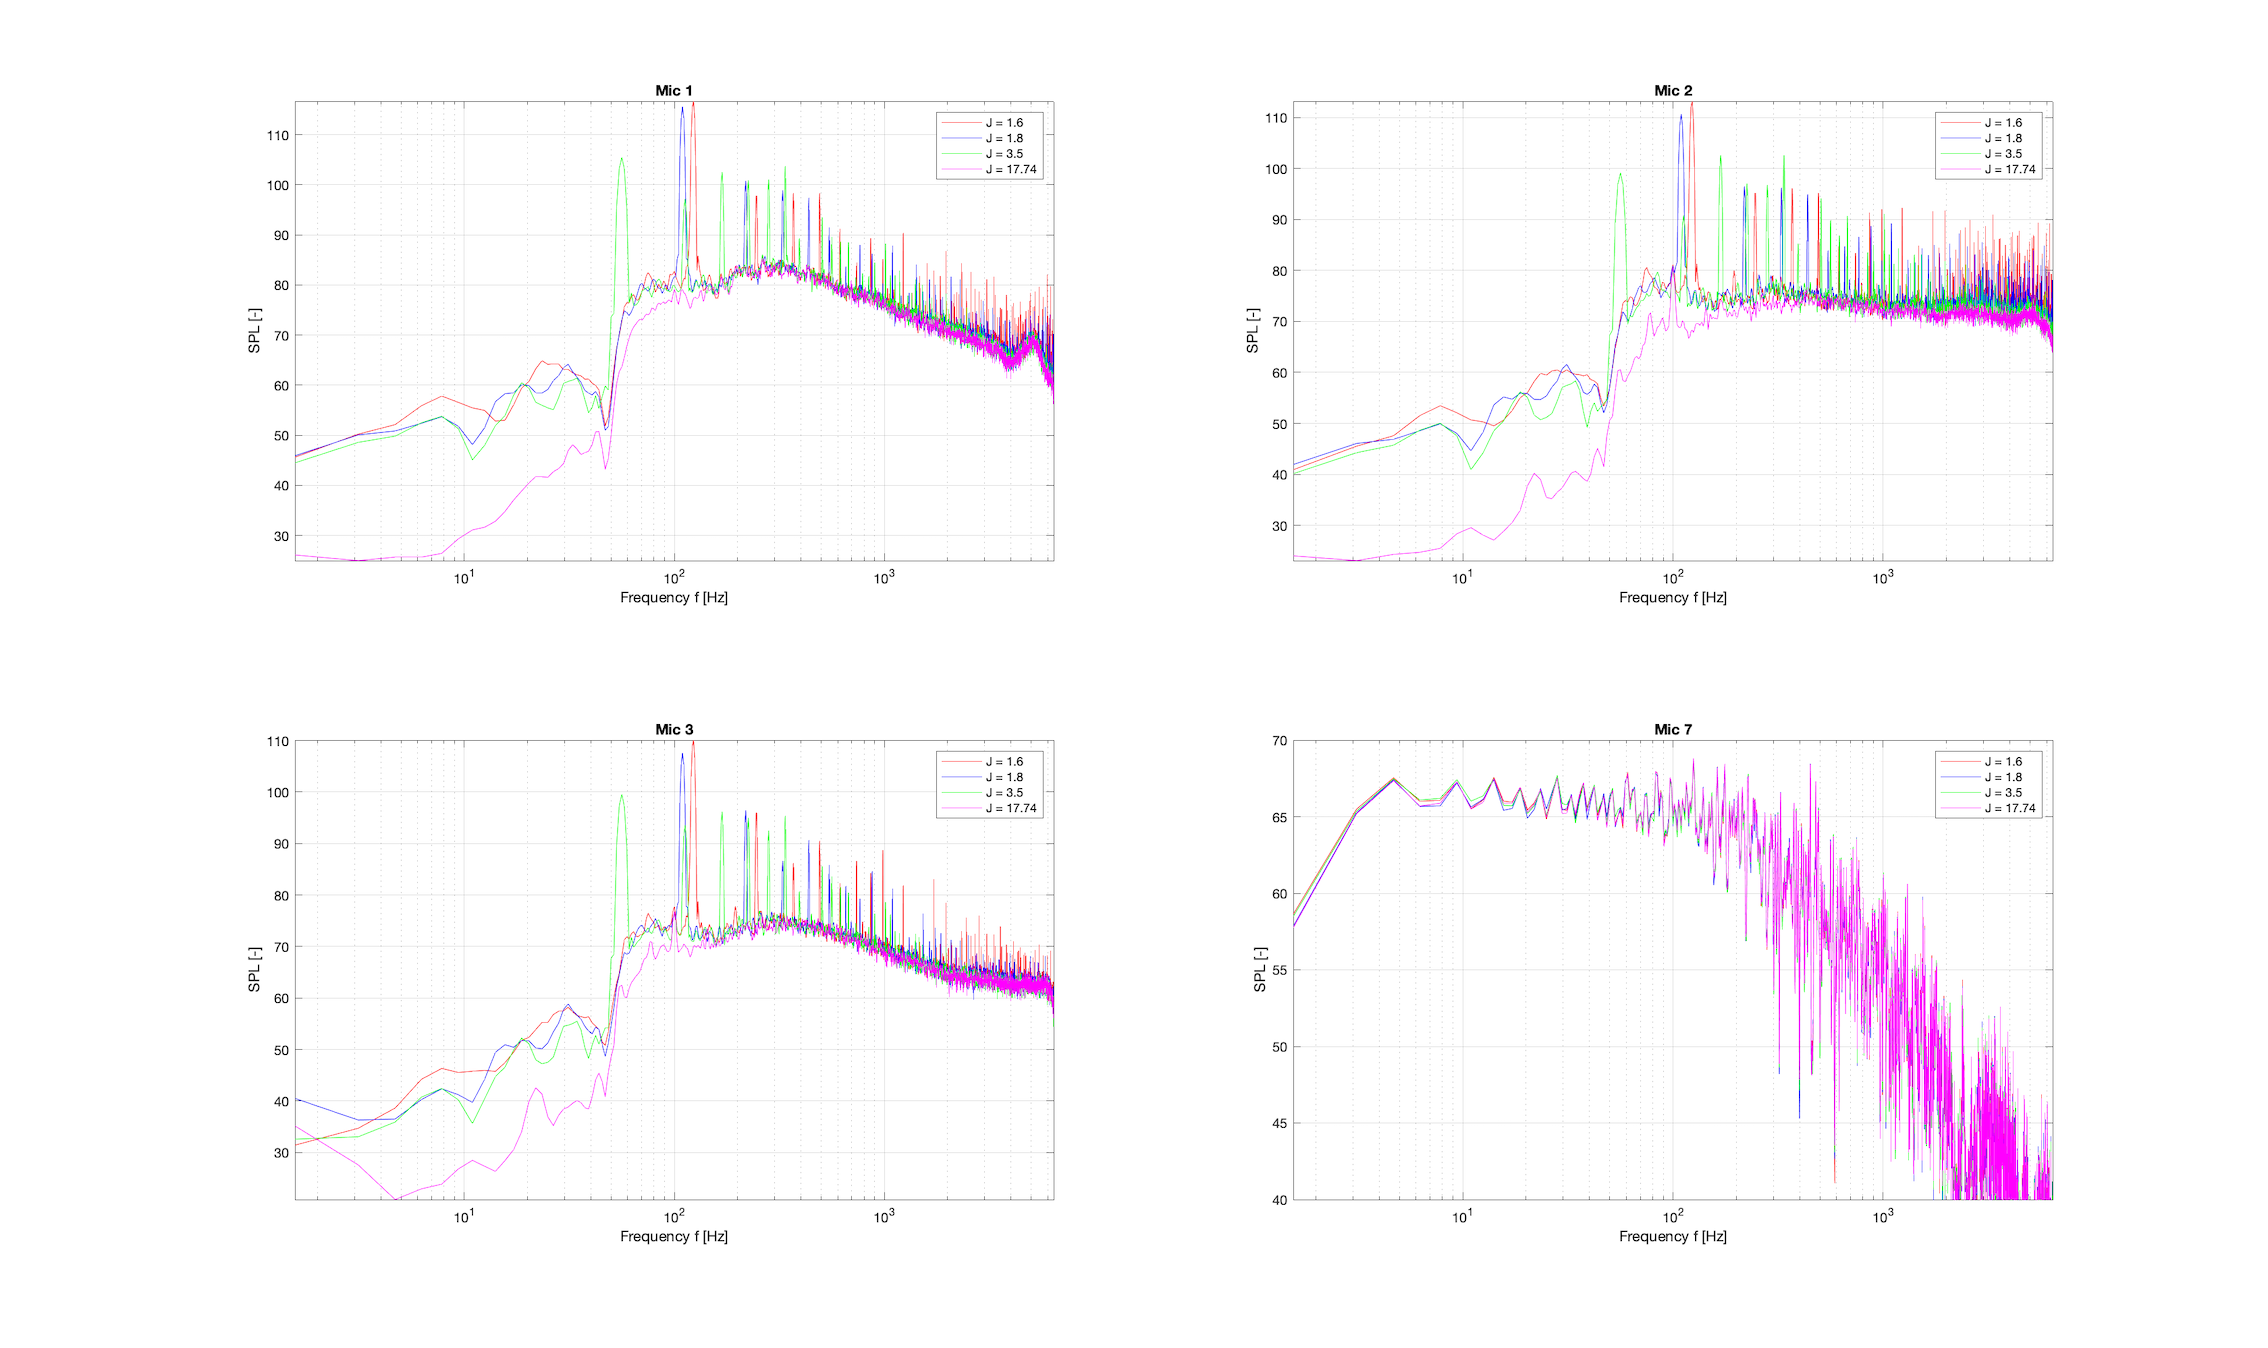 Mic 1
SPL [-]
110
100
90
80
70
60
50
40
30
10^1
10^2
10^3
Frequency f [Hz]
J = 1.6
J = 1.8
J = 3.5
J = 17.74
Mic 2
SPL [-]
110
100
90
80
70
60
50
40
30
10^1
10^2
10^3
Frequency f [Hz]
J = 1.6
J = 1.8
J = 3.5
J = 17.74
Mic 3
SPL [-]
110
100
90
80
70
60
50
40
30
10^1
10^2
10^3
Frequency f [Hz]
J = 1.6
J = 1.8
J = 3.5
J = 17.74
Mic 7
SPL [-]
70
65
60
55
50
45
40
10^1
10^2
10^3
Frequency f [Hz]
J = 1.6
J = 1.8
J = 3.5
J = 17.74